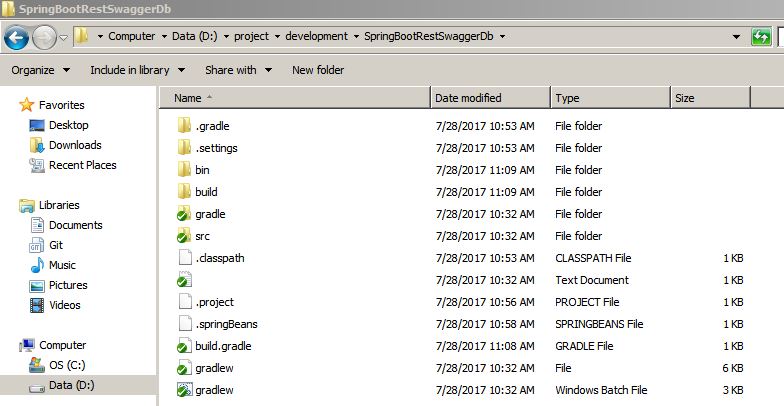 SpringBootRestSwaggerDb
Computer ▸ Data (D:) ▸ project ▸ development ▸ SpringBootRestSwaggerDb ▸
Organize Include in library Share with New folder
Favorites
Desktop
Downloads
Recent Places
Libraries
Documents
Git
Music
Pictures
Videos
Computer
OS (C:)
Data (D:)
Name Date modified Type Size
.gradle 7/28/2017 10:53 AM File folder
.settings 7/28/2017 10:53 AM File folder
bin 7/28/2017 11:09 AM File folder
build 7/28/2017 11:09 AM File folder
gradle 7/28/2017 10:32 AM File folder
src 7/28/2017 10:32 AM File folder
.classpath 7/28/2017 10:53 AM CLASSPATH File 1 KB
7/28/2017 10:32 AM Text Document 1 KB
.project 7/28/2017 10:56 AM PROJECT File 1 KB
.springBeans 7/28/2017 10:58 AM SPRINGBEANS File 1 KB
build.gradle 7/28/2017 11:08 AM GRADLE File 1 KB
gradlew 7/28/2017 10:32 AM File 6 KB
gradlew 7/28/2017 10:32 AM Windows Batch File 3 KB